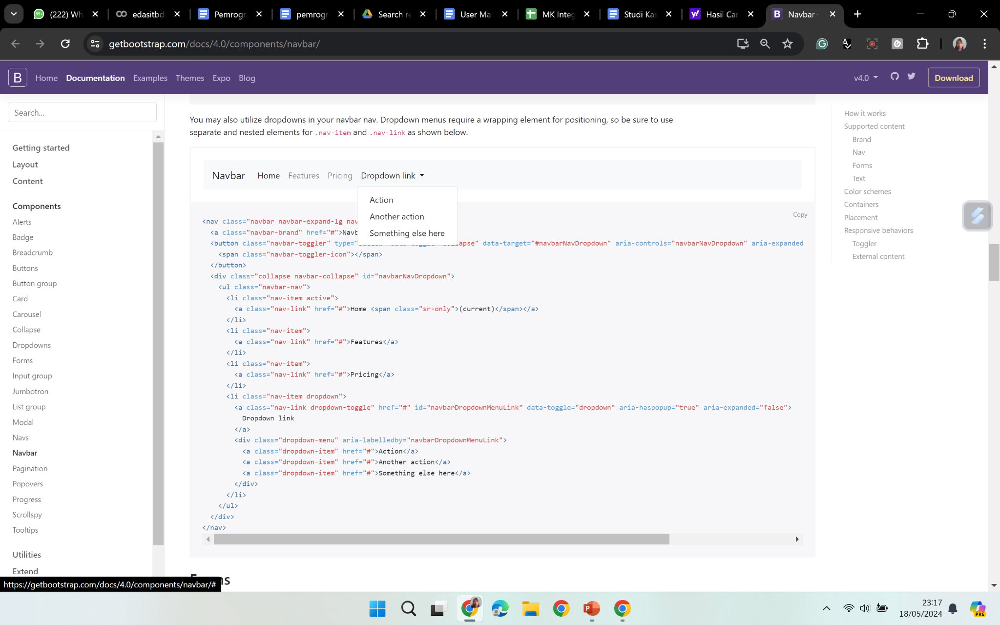 (222) Wh
edasitbd
Pemrogr
pemrogr
Search re
User Mar
MK Integ
Studi Kas
Hasil Car
Navbar ·
getbootstrap.com/docs/4.0/components/navbar/
B Home Documentation Examples Themes Expo Blog
v4.0
Download
Search...
Getting started
Layout
Content
Components
Alerts
Badge
Breadcrumb
Buttons
Button group
Card
Carousel
Collapse
Dropdowns
Forms
Input group
Jumbotron
List group
Modal
Navs
Navbar
Pagination
Popovers
Progress
Scrollspy
Tooltips
Utilities
Extend
https://getbootstrap.com/docs/4.0/components/navbar/#
You may also utilize dropdowns in your navbar nav. Dropdown menus require a wrapping element for positioning, so be sure to use
separate and nested elements for .nav-item and .nav-link as shown below.
Navbar Home Features Pricing Dropdown link
Action
Another action
Something else here
Copy
<nav class="navbar navbar-expand-lg nav
<a class="navbar-brand" href="#">Navb
<button class="navbar-toggler" type= data-target="#navbarNavDropdown" aria-controls="navbarNavDropdown" aria-expanded
<span class="navbar-toggler-icon"></span>
</button>
<div class="collapse navbar-collapse" id="navbarNavDropdown">
<ul class="navbar-nav">
<li class="nav-item active">
<a class="nav-link" href="#">Home <span class="sr-only">(current)</span></a>
</li>
<li class="nav-item">
<a class="nav-link" href="#">Features</a>
</li>
<li class="nav-item">
<a class="nav-link" href="#">Pricing</a>
</li>
<li class="nav-item dropdown">
<a class="nav-link dropdown-toggle" href="#" id="navbarDropdownMenuLink" data-toggle="dropdown" aria-haspopup="true" aria-expanded="false">
Dropdown link
</a>
<div class="dropdown-menu" aria-labelledby="navbarDropdownMenuLink">
<a class="dropdown-item" href="#">Action</a>
<a class="dropdown-item" href="#">Another action</a>
<a class="dropdown-item" href="#">Something else here</a>
</div>
</li>
</ul>
</div>
</nav>
How it works
Supported content
Brand
Nav
Forms
Text
Color schemes
Containers
Placement
Responsive behaviors
Toggler
External content
23:17
18/05/2024
PRE